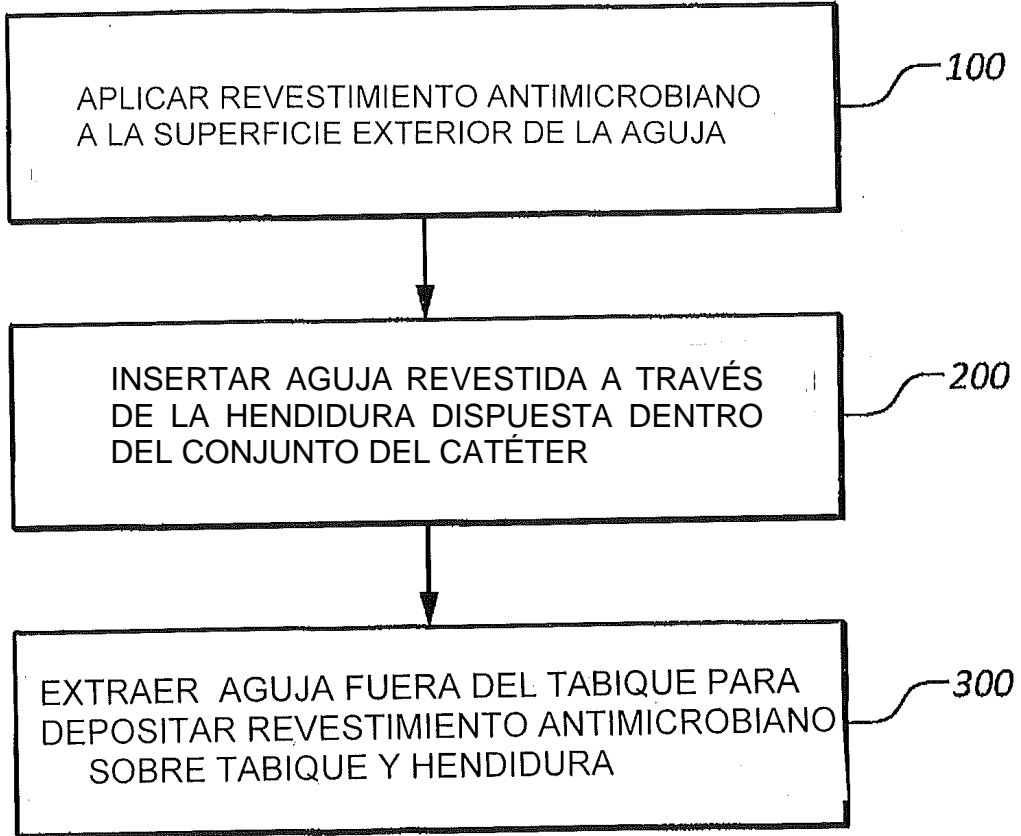 APLICAR REVESTIMIENTO ANTIMICROBIANO
A LA SUPERFICIE EXTERIOR DE LA AGUJA
100
INSERTAR AGUJA REVESTIDA A TRAVÉS
DE LA HENDIDURA DISPUESTA DENTRO
DEL CONJUNTO DEL CATÉTER
200
EXTRAER AGUJA FUERA DEL TABIQUE PARA
DEPOSITAR REVESTIMIENTO ANTIMICROBIANO
SOBRE TABIQUE Y HENDIDURA
300